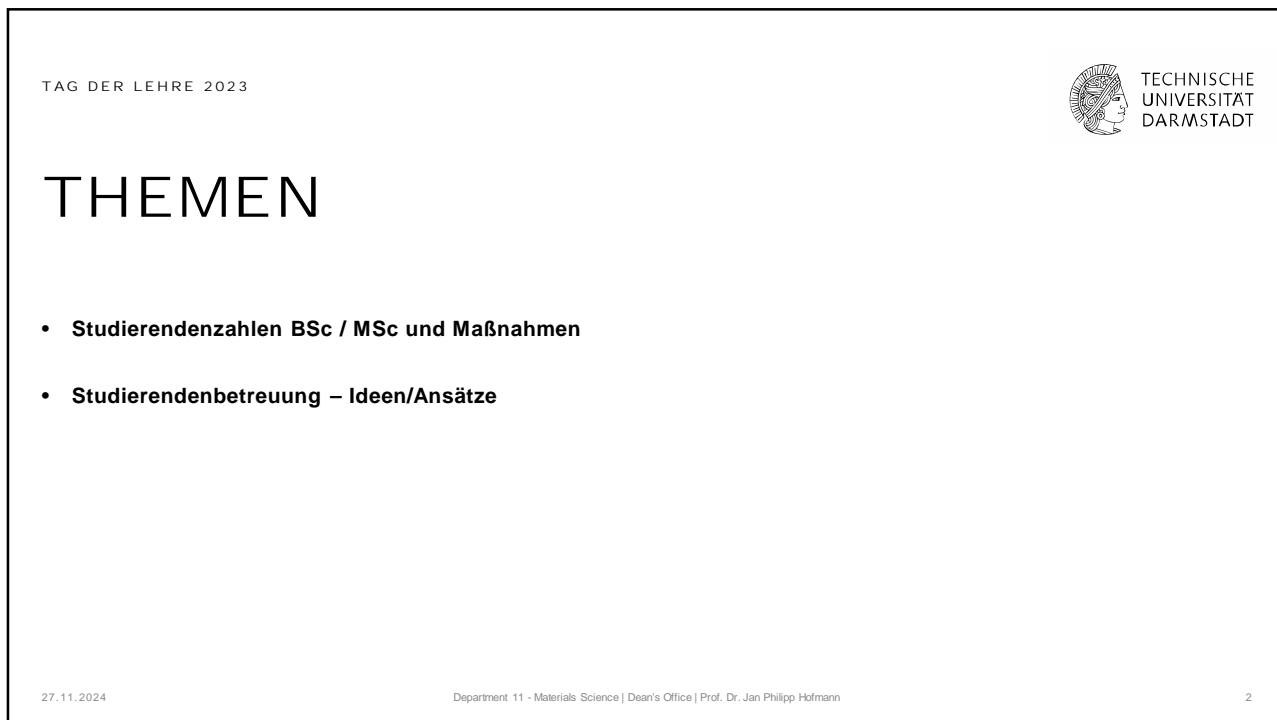 TAG DER LEHRE 2023
TECHNISCHE
UNIVERSITÄT
DARMSTADT
THEMEN
• Studierendenzahlen BSc / MSc und Maßnahmen
• Studierendenbetreuung – Ideen/Ansätze
27.11.2024
Department 11 - Materials Science | Dean's Office | Prof. Dr. Jan Philipp Hofmann
2